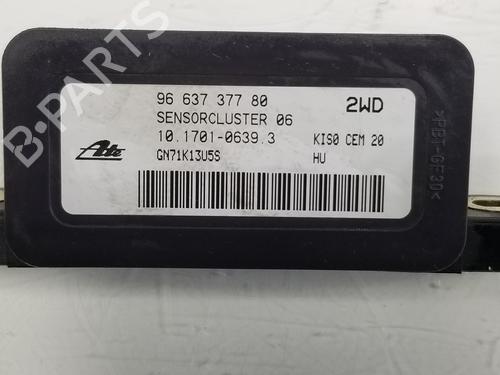 B-PARTS
96 637 377 80 2WD
SENSORCLUSTER 06
10.1701-0639.3 KIS0 CEM 20
Ate GN71K13U5S HU
>PBT-GF30<